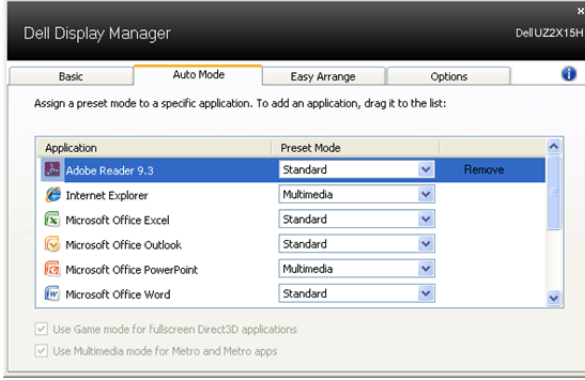 Dell Display Manager
Dell UZ2X15H
Basic Auto Mode Easy Arrange Options
Assign a preset mode to a specific application. To add an application, drag it to the list:
Application Preset Mode
Adobe Reader 9.3 Standard Remove
Internet Explorer Multimedia
Microsoft Office Excel Standard
Microsoft Office Outlook Standard
Microsoft Office PowerPoint Multimedia
Microsoft Office Word Standard
Use Game mode for fullscreen Direct3D applications
Use Multimedia mode for Metro and Metro apps